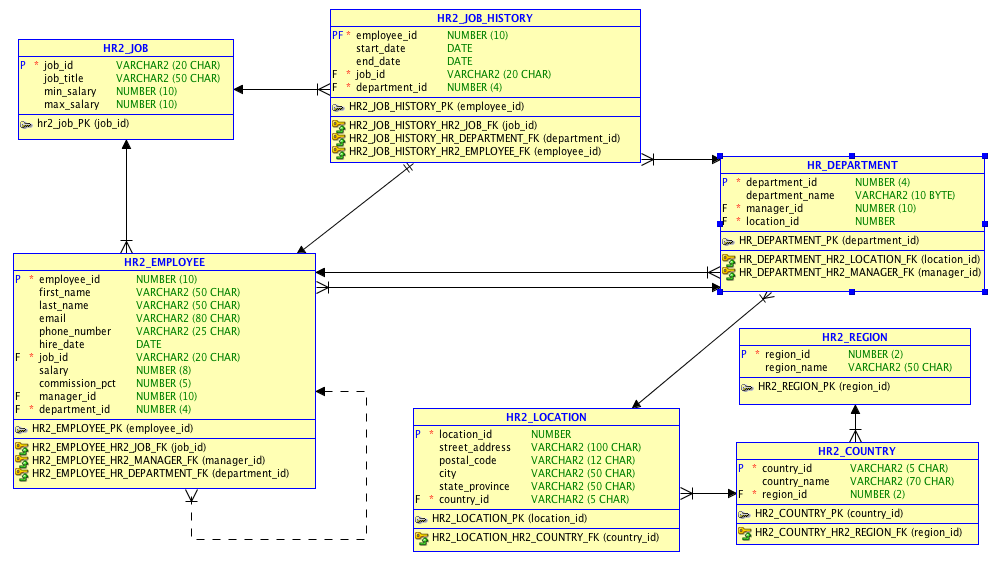 HR2_JOB_HISTORY
PF * employee_id NUMBER (10)
start_date DATE
end_date DATE
F * job_id VARCHAR2 (20 CHAR)
F * department_id NUMBER (4)
HR2_JOB_HISTORY_PK (employee_id)
HR2_JOB_HISTORY_HR2_JOB_FK (job_id)
HR2_JOB_HISTORY_HR_DEPARTMENT_FK (department_id)
HR2_JOB_HISTORY_HR2_EMPLOYEE_FK (employee_id)
HR2_JOB
P * job_id VARCHAR2 (20 CHAR)
job_title VARCHAR2 (50 CHAR)
min_salary NUMBER (10)
max_salary NUMBER (10)
hr2_job_PK (job_id)
HR_DEPARTMENT
P * department_id NUMBER (4)
department_name VARCHAR2 (10 BYTE)
F * manager_id NUMBER (10)
F * location_id NUMBER
HR_DEPARTMENT_PK (department_id)
HR_DEPARTMENT_HR2_LOCATION_FK (location_id)
HR_DEPARTMENT_HR2_MANAGER_FK (manager_id)
HR2_EMPLOYEE
P * employee_id NUMBER (10)
first_name VARCHAR2 (50 CHAR)
last_name VARCHAR2 (50 CHAR)
email VARCHAR2 (80 CHAR)
phone_number VARCHAR2 (25 CHAR)
hire_date DATE
F * job_id VARCHAR2 (20 CHAR)
salary NUMBER (8)
commission_pct NUMBER (5)
F manager_id NUMBER (10)
F * department_id NUMBER (4)
HR2_EMPLOYEE_PK (employee_id)
HR2_EMPLOYEE_HR2_JOB_FK (job_id)
HR2_EMPLOYEE_HR2_MANAGER_FK (manager_id)
HR2_EMPLOYEE_HR_DEPARTMENT_FK (department_id)
HR2_REGION
P * region_id NUMBER (2)
region_name VARCHAR2 (50 CHAR)
HR2_REGION_PK (region_id)
HR2_LOCATION
P * location_id NUMBER
street_address VARCHAR2 (100 CHAR)
postal_code VARCHAR2 (12 CHAR)
city VARCHAR2 (50 CHAR)
state_province VARCHAR2 (50 CHAR)
F * country_id VARCHAR2 (5 CHAR)
HR2_LOCATION_PK (location_id)
HR2_LOCATION_HR2_COUNTRY_FK (country_id)
HR2_COUNTRY
P * country_id VARCHAR2 (5 CHAR)
country_name VARCHAR2 (70 CHAR)
F * region_id NUMBER (2)
HR2_COUNTRY_PK (country_id)
HR2_COUNTRY_HR2_REGION_FK (region_id)